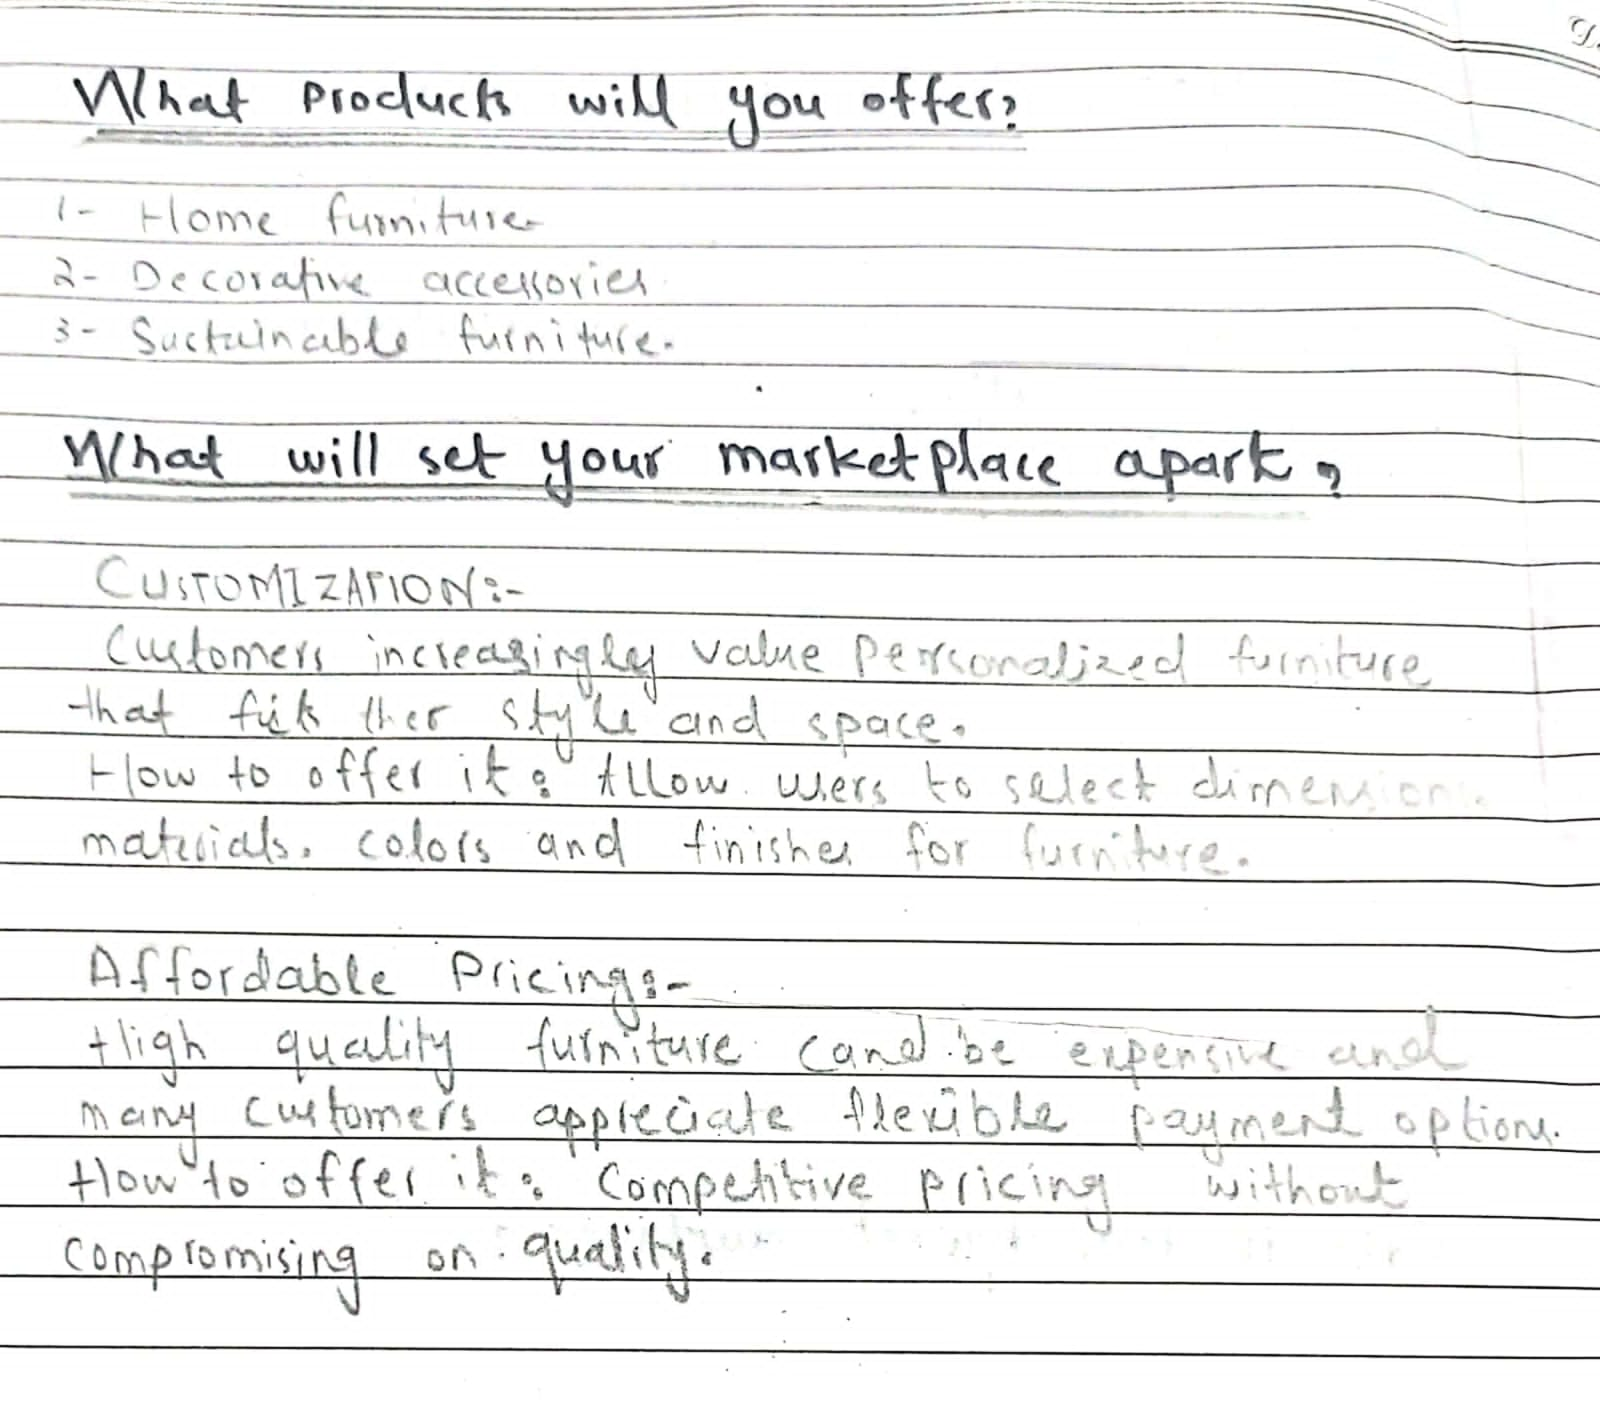 What products will you offer?
1- Home furniture
2- Decorative accessories
3- Sustainable furniture.
What will set your marketplace apart?
CUSTOMIZATION:-
Customers increasingly value personalized furniture
that style and space.
How to offer it: Allow users to select dimensions.
materials. colors and finishes for furniture.
Affordable Pricing:-
High quality furniture cand be expensive and
many customers appreciate flexible payment options.
How to offer it: Competitive pricing without
compromising on quality.